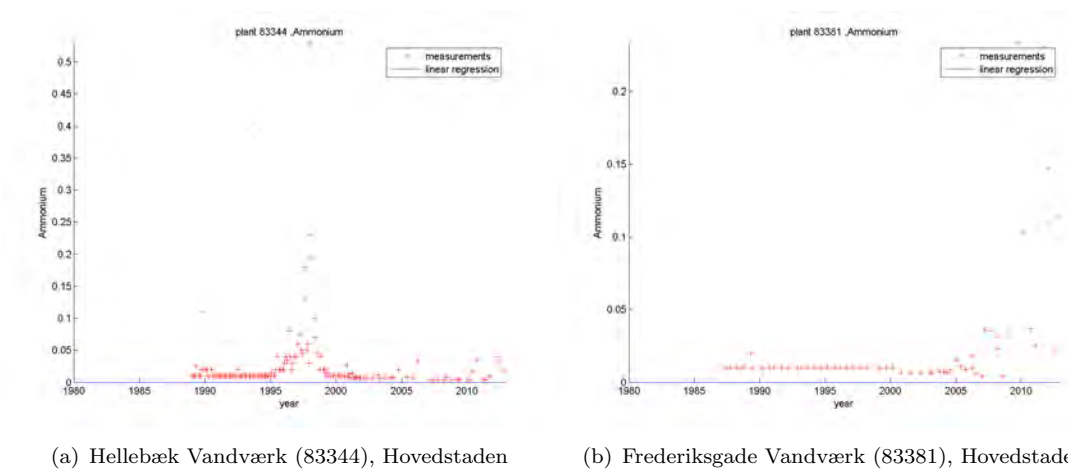 plant 83344 ,Ammonium
measurements
linear regression
0.5
0.45
0.4
0.35
0.3
0.25
0.2
0.15
0.1
0.05
0
Ammonium
1980 1985 1990 1995 2000 2005 2010
year
plant 83381 ,Ammonium
measurements
linear regression
0.2
0.15
0.1
0.05
0
Ammonium
1980 1985 1990 1995 2000 2005 2010
year
(a) Hellebæk Vandværk (83344), Hovedstaden
(b) Frederiksgade Vandværk (83381), Hovedstade